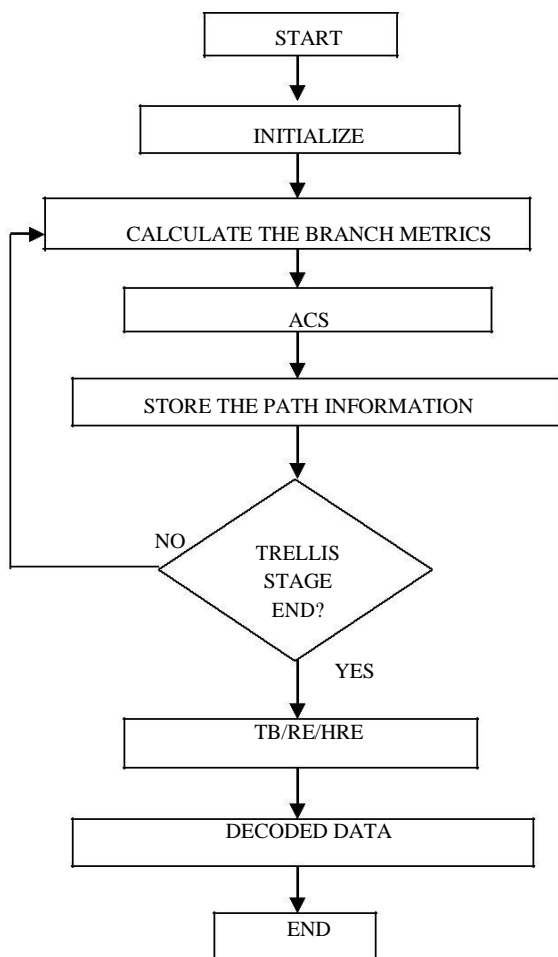 START
INITIALIZE
CALCULATE THE BRANCH METRICS
ACS
STORE THE PATH INFORMATION
NO
TRELLIS
STAGE
END?
YES
TB/RE/HRE
DECODED DATA
END